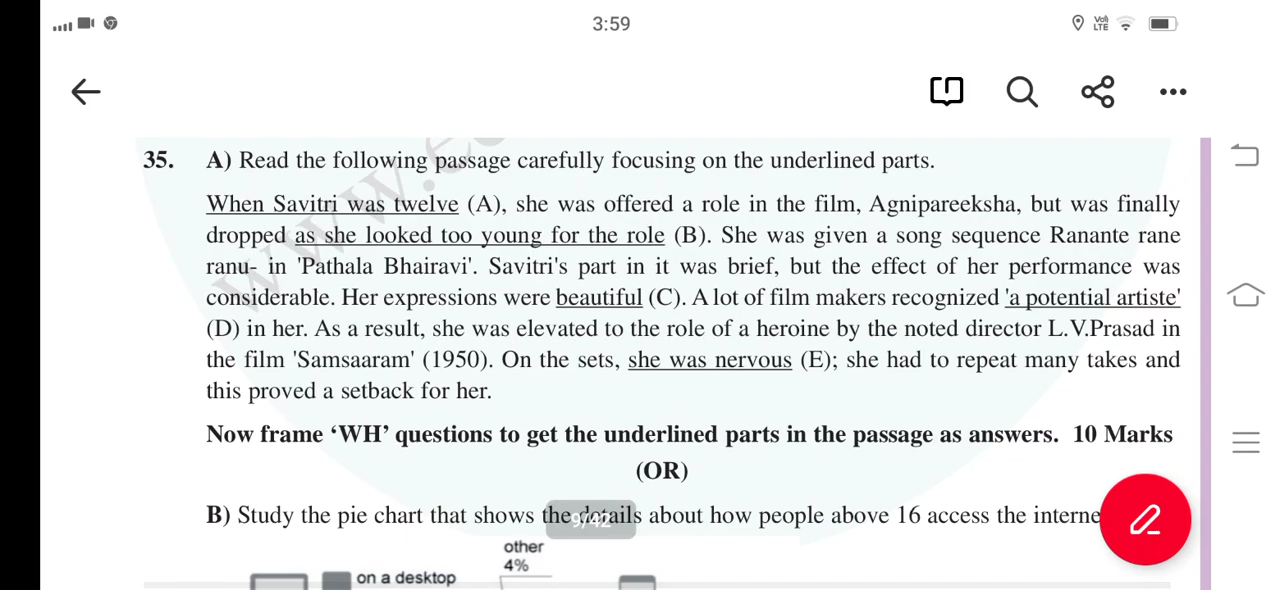 3:59
Vol)
LTE
35. A) Read the following passage carefully focusing on the underlined parts.
When Savitri was twelve (A), she was offered a role in the film, Agnipareeksha, but was finally
dropped as she looked too young for the role (B). She was given a song sequence Ranante rane
ranu- in 'Pathala Bhairavi'. Savitri's part in it was brief, but the effect of her performance was
considerable. Her expressions were beautiful (C). A lot of film makers recognized 'a potential artiste'
(D) in her. As a result, she was elevated to the role of a heroine by the noted director L.V.Prasad in
the film 'Samsaaram' (1950). On the sets, she was nervous (E); she had to repeat many takes and
this proved a setback for her.
Now frame ‘WH’ questions to get the underlined parts in the passage as answers. 10 Marks
(OR)
B) Study the pie chart that shows the details about how people above 16 access the interne
9/42
other
4%
on a desktop
www.e